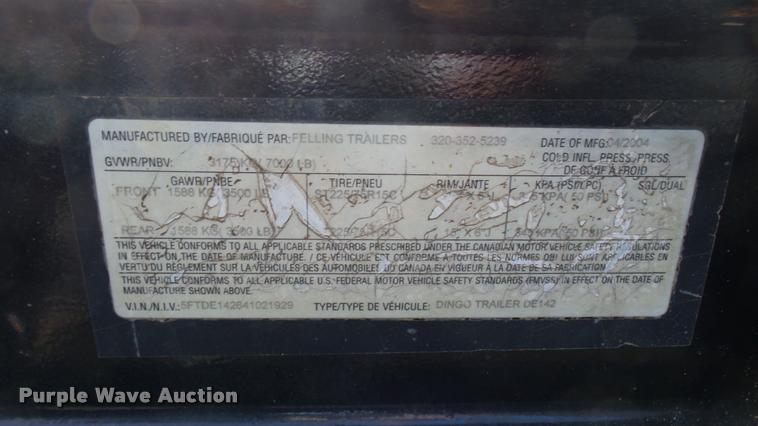 MANUFACTURED BY/FABRIQUÉ PAR: FELLING TRAILERS 320-352-5239 DATE OF MFG: 04/2004
GVWR/PNBV: 3175 KG( 7000 LB) COLD INFL. PRESS/PRESS.
DE GONF A FROID
GAWR/PNBE TIRE/PNEU RIM/JANTE KPA (PSI/LPC) SGL/DUAL
FRONT 1588 KG( 3500 LB) ST225/75R15C
REAR 1588 KG( 3500 LB)
THIS VEHICLE CONFORMS TO ALL APPLICABLE STANDARDS PRESCRIBED UNDER THE CANADIAN MOTOR VEHICLE SAFETY REGULATIONS
IN EFFECT ON THE DATE OF MANUFACTURE. / CE VÉHICULE EST CONFORME À TOUTES LES NORMES QUI LUI SONT APPLICABLES EN
VERTU DU RÈGLEMENT SUR LA SÉCURITÉ DES VÉHICULES AUTOMOBILES DU CANADA EN VIGUEUR À LA DATE DE SA FABRICATION.
THIS VEHICLE CONFORMS TO ALL APPLICABLE U.S. FEDERAL MOTOR VEHICLE SAFETY STANDARDS (FMVSS) IN EFFECT ON THE DATE OF
MANUFACTURE SHOWN ABOVE.
V.I.N./N.I.V.: 5FTDE142641021929 TYPE/TYPE DE VÉHICULE: DINGO TRAILER DE142
Purple Wave Auction